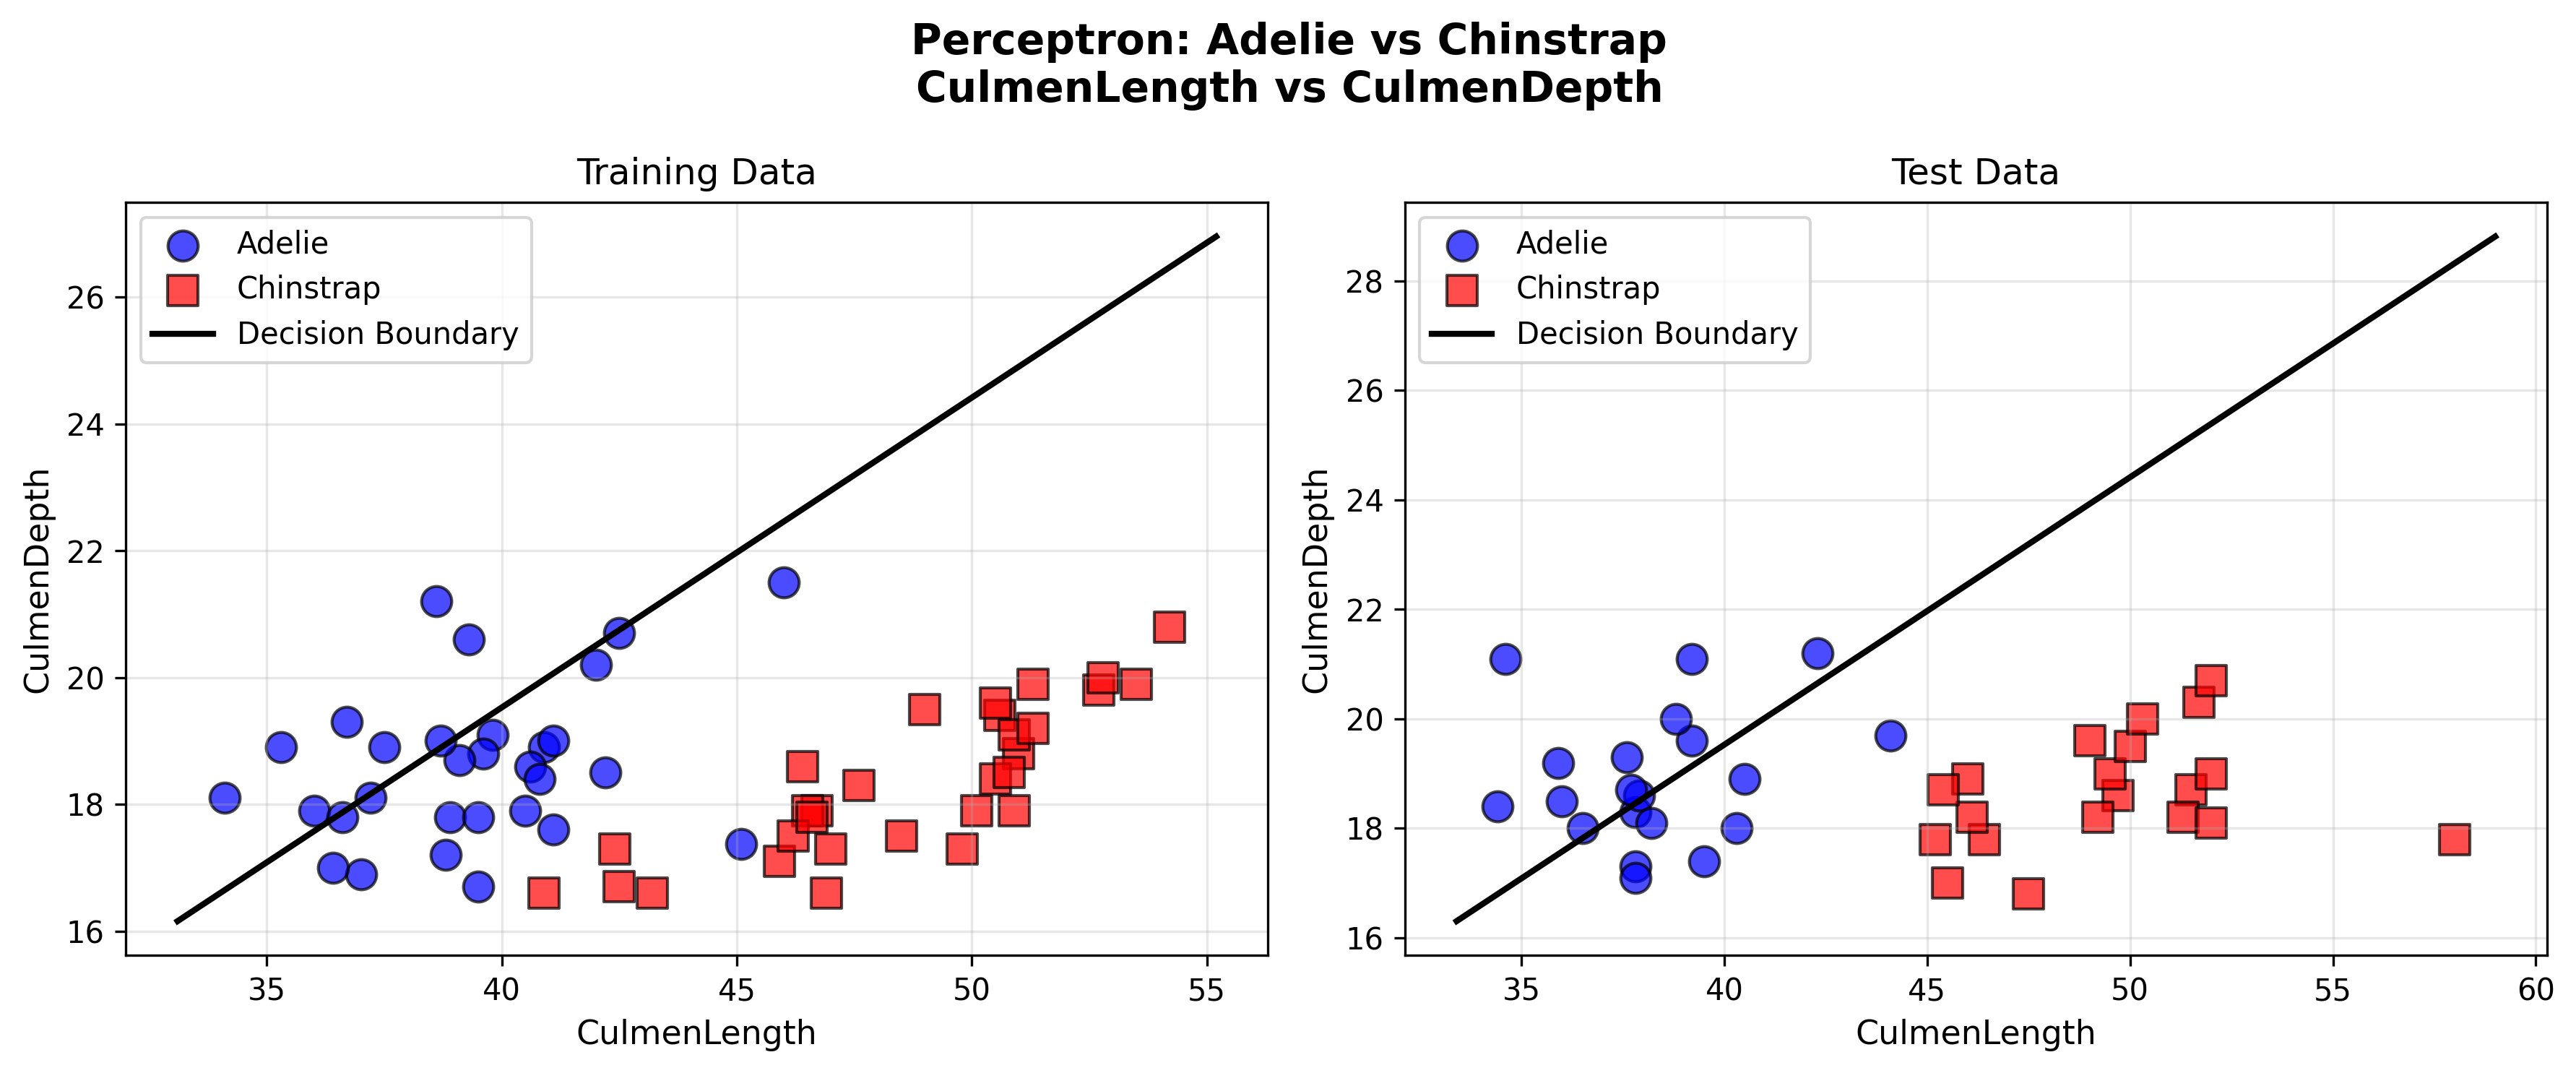 Perceptron: Adelie vs Chinstrap
CulmenLength vs CulmenDepth
Training Data
Adelie
Chinstrap
Decision Boundary
CulmenDepth
26
24
22
20
18
16
35 40 45 50 55
CulmenLength
Test Data
Adelie
Chinstrap
Decision Boundary
CulmenDepth
28
26
24
22
20
18
16
35 40 45 50 55 60
CulmenLength